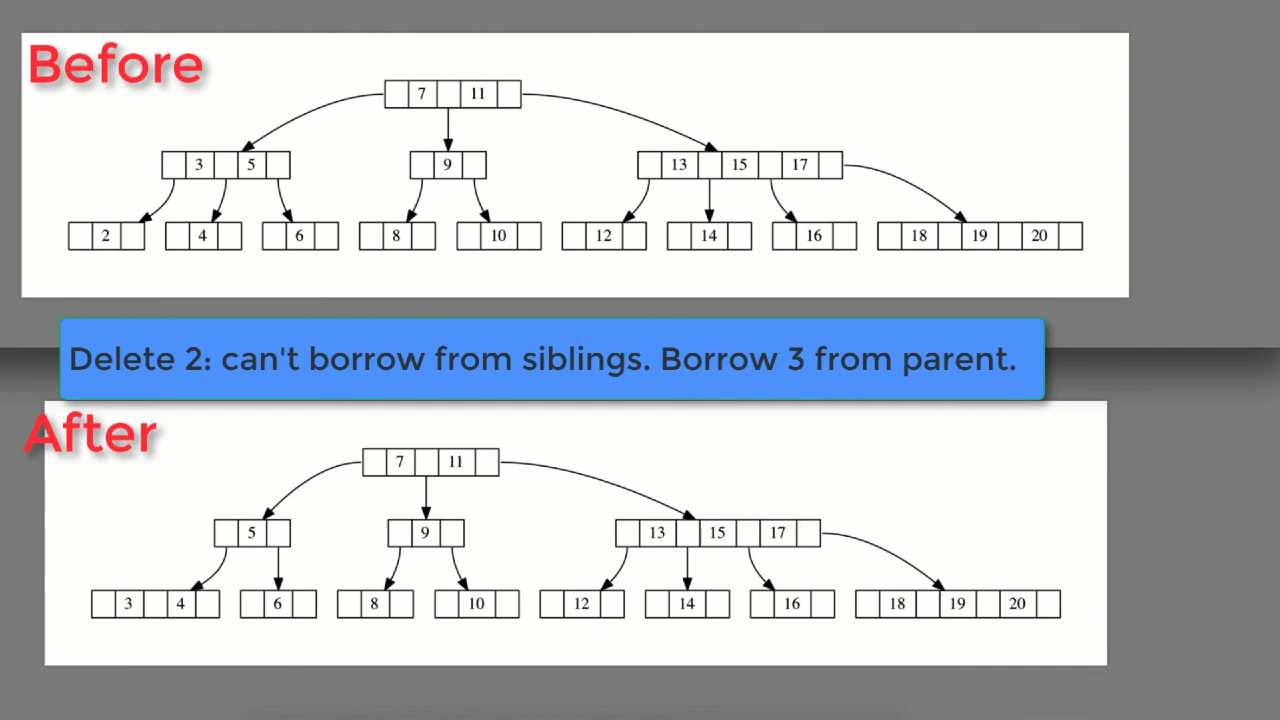 Before
7 11
3 5 9 13 15 17
2 4 6 8 10 12 14 16 18 19 20
Delete 2: can't borrow from siblings. Borrow 3 from parent.
After
7 11
5 9 13 15 17
3 4 6 8 10 12 14 16 18 19 20